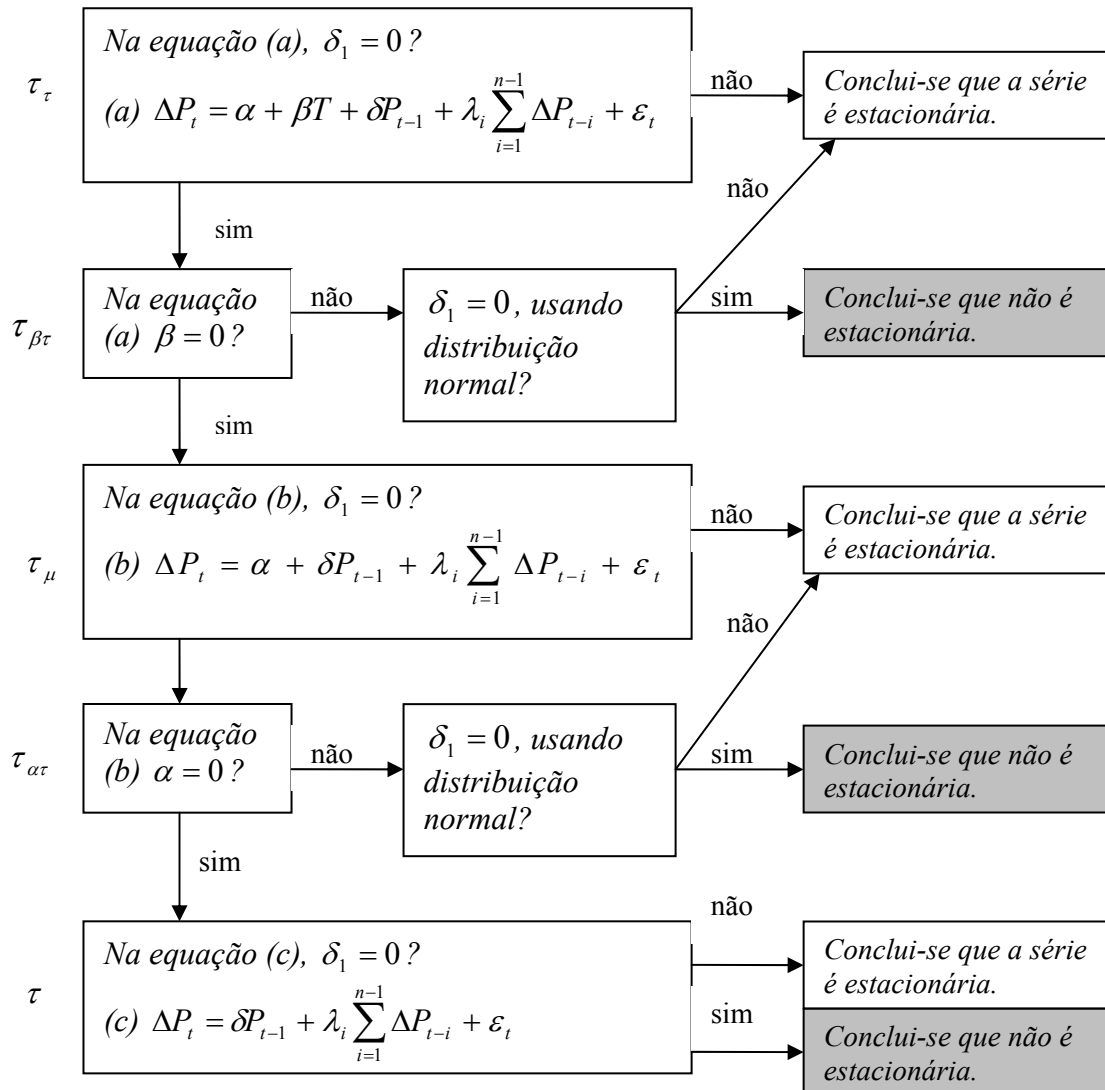 Na equação (a), δ₁ = 0 ?
τ_τ
(a) ΔP_t = α + βT + δP_{t−1} + λ_i ∑_{i=1}^{n−1} ΔP_{t−i} + ε_t
não
Conclui-se que a série
é estacionária.
sim
não
τ_{βτ}
Na equação
(a) β = 0 ?
não
δ₁ = 0, usando
distribuição
normal?
sim
Conclui-se que não é
estacionária.
sim
Na equação (b), δ₁ = 0 ?
τ_μ
(b) ΔP_t = α + δP_{t−1} + λ_i ∑_{i=1}^{n−1} ΔP_{t−i} + ε_t
não
Conclui-se que a série
é estacionária.
não
τ_{ατ}
Na equação
(b) α = 0 ?
não
δ₁ = 0, usando
distribuição
normal?
sim
Conclui-se que não é
estacionária.
sim
Na equação (c), δ₁ = 0 ?
τ
(c) ΔP_t = δP_{t−1} + λ_i ∑_{i=1}^{n−1} ΔP_{t−i} + ε_t
não
Conclui-se que a série
é estacionária.
sim
Conclui-se que não é
estacionária.